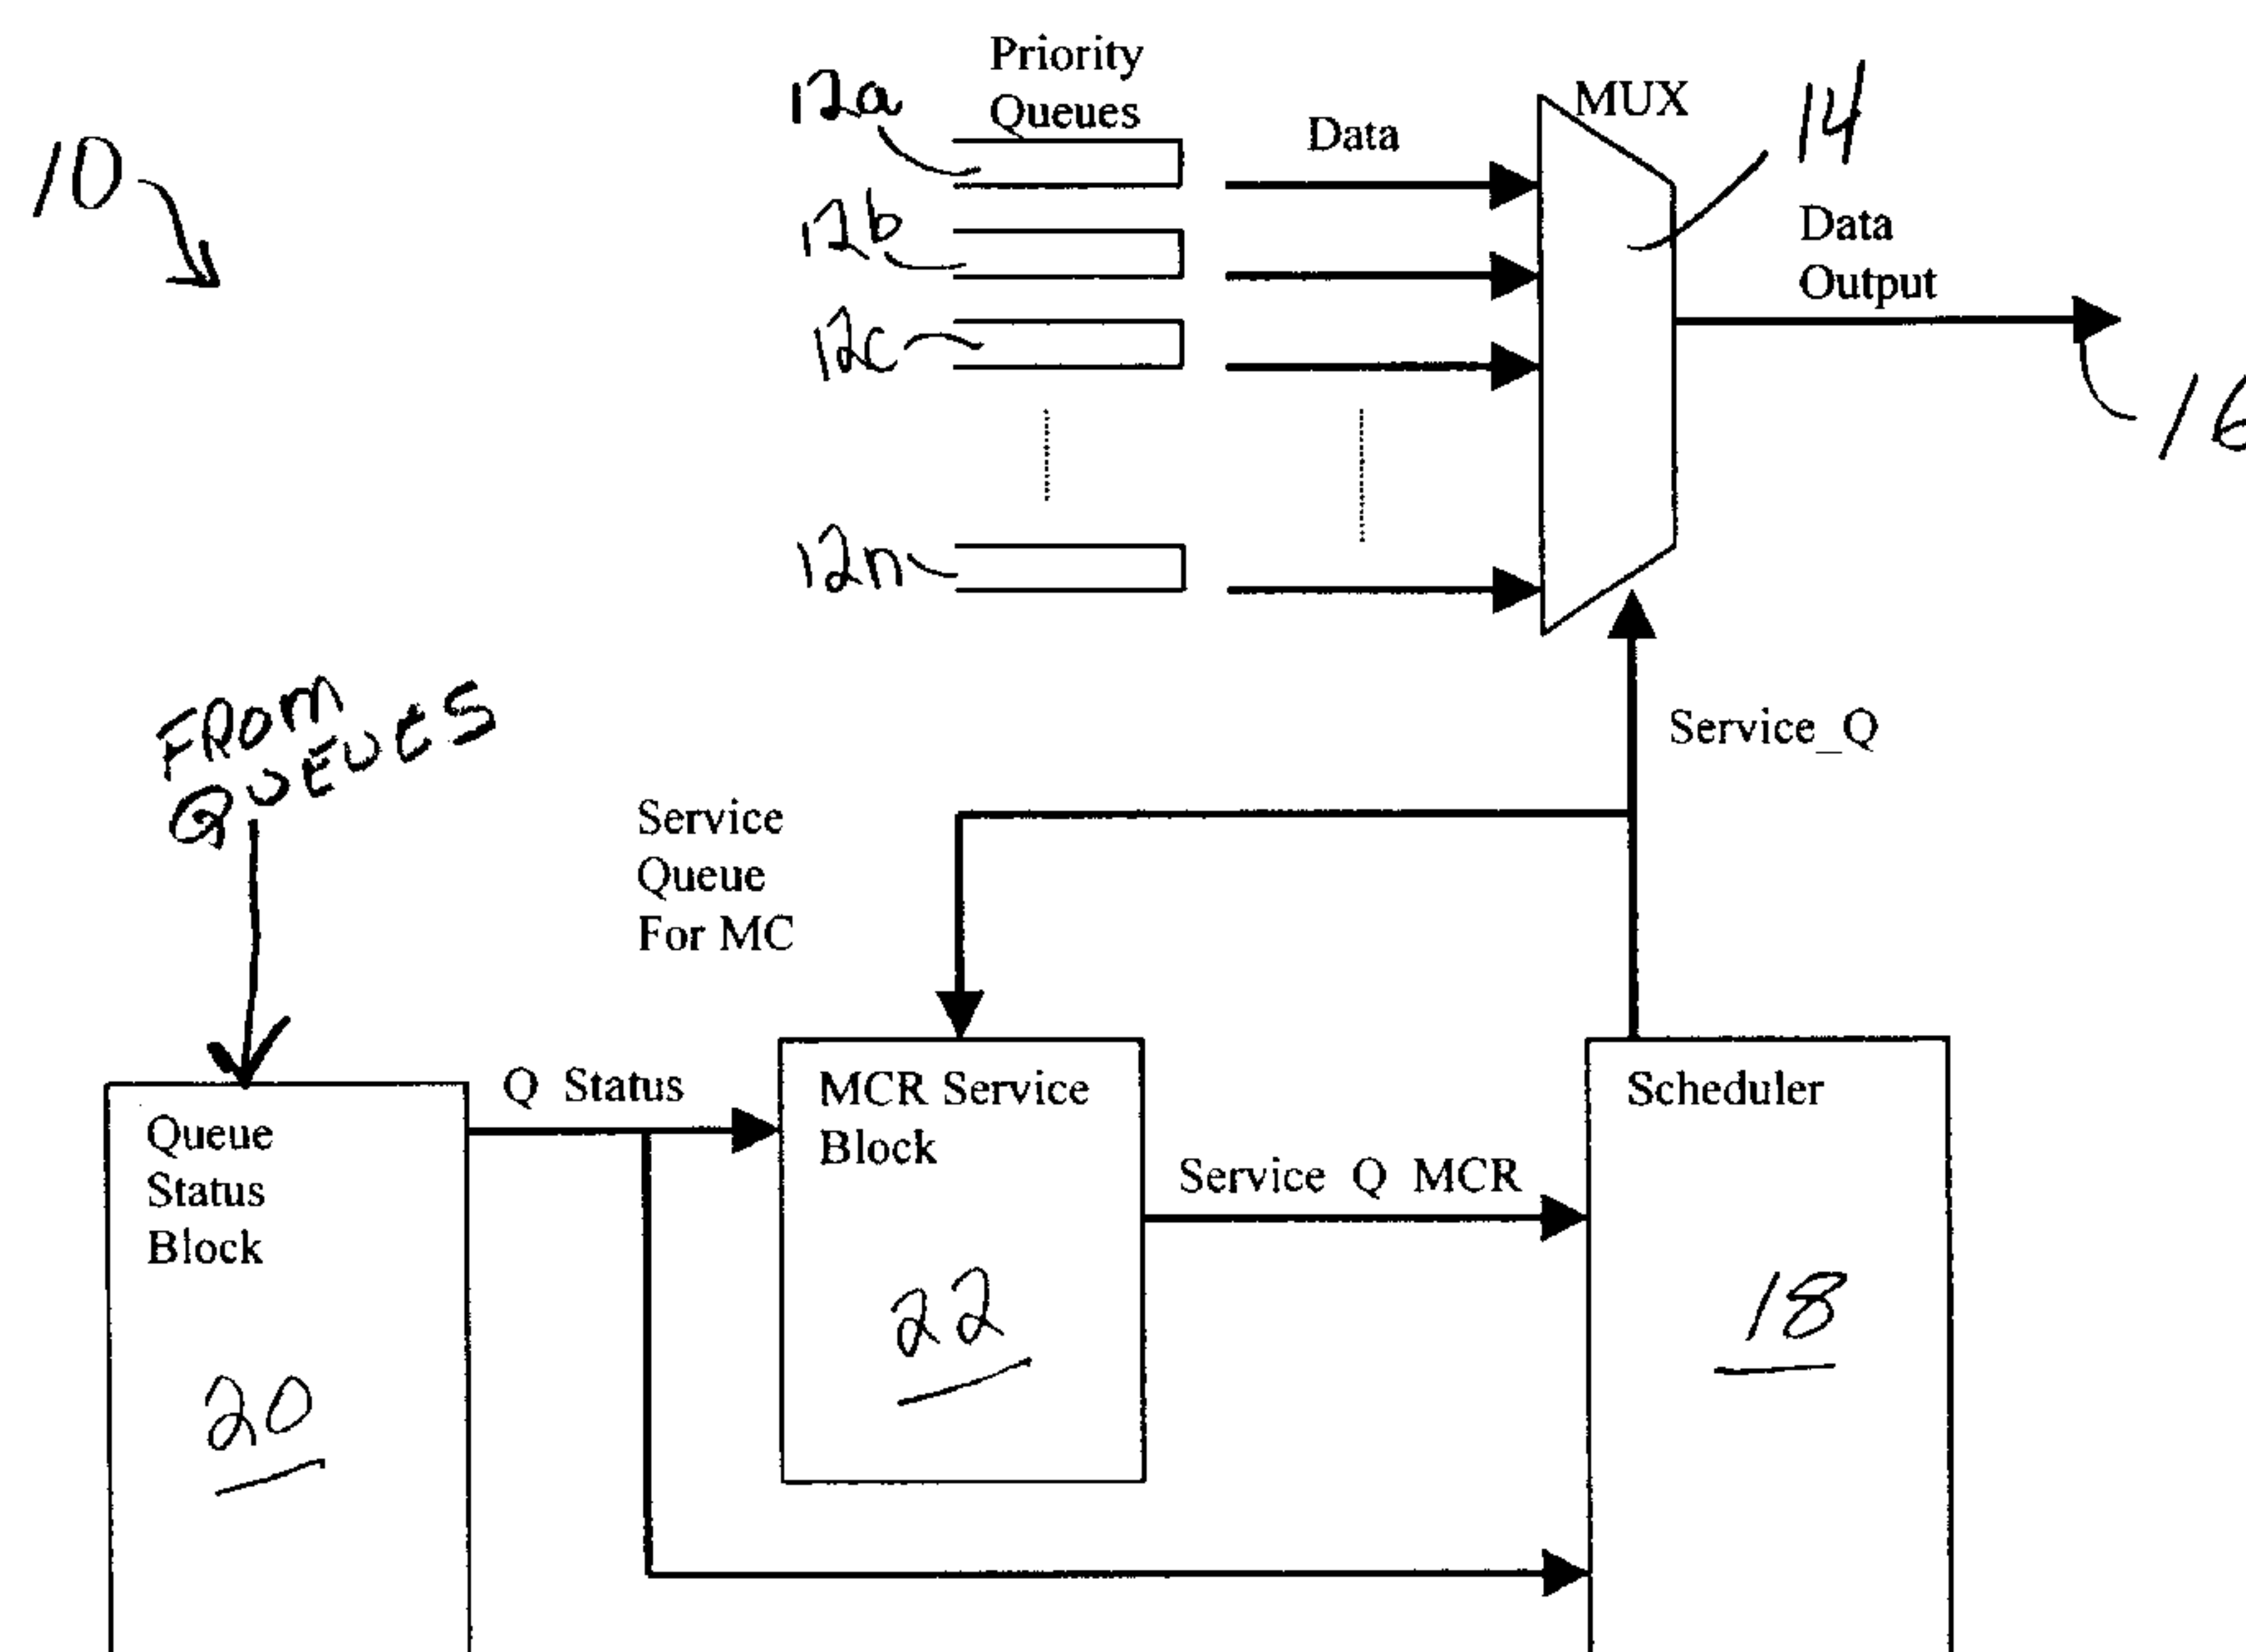 Priority
Queues
12a
MUX
14
Data
10
12b
Data
Output
12c
16
12n
FROM
QUEUES
Service_Q
Service
Queue
For MC
Q Status
MCR Service
Block
Scheduler
Queue
Status
Block
Service Q MCR
22
18
20